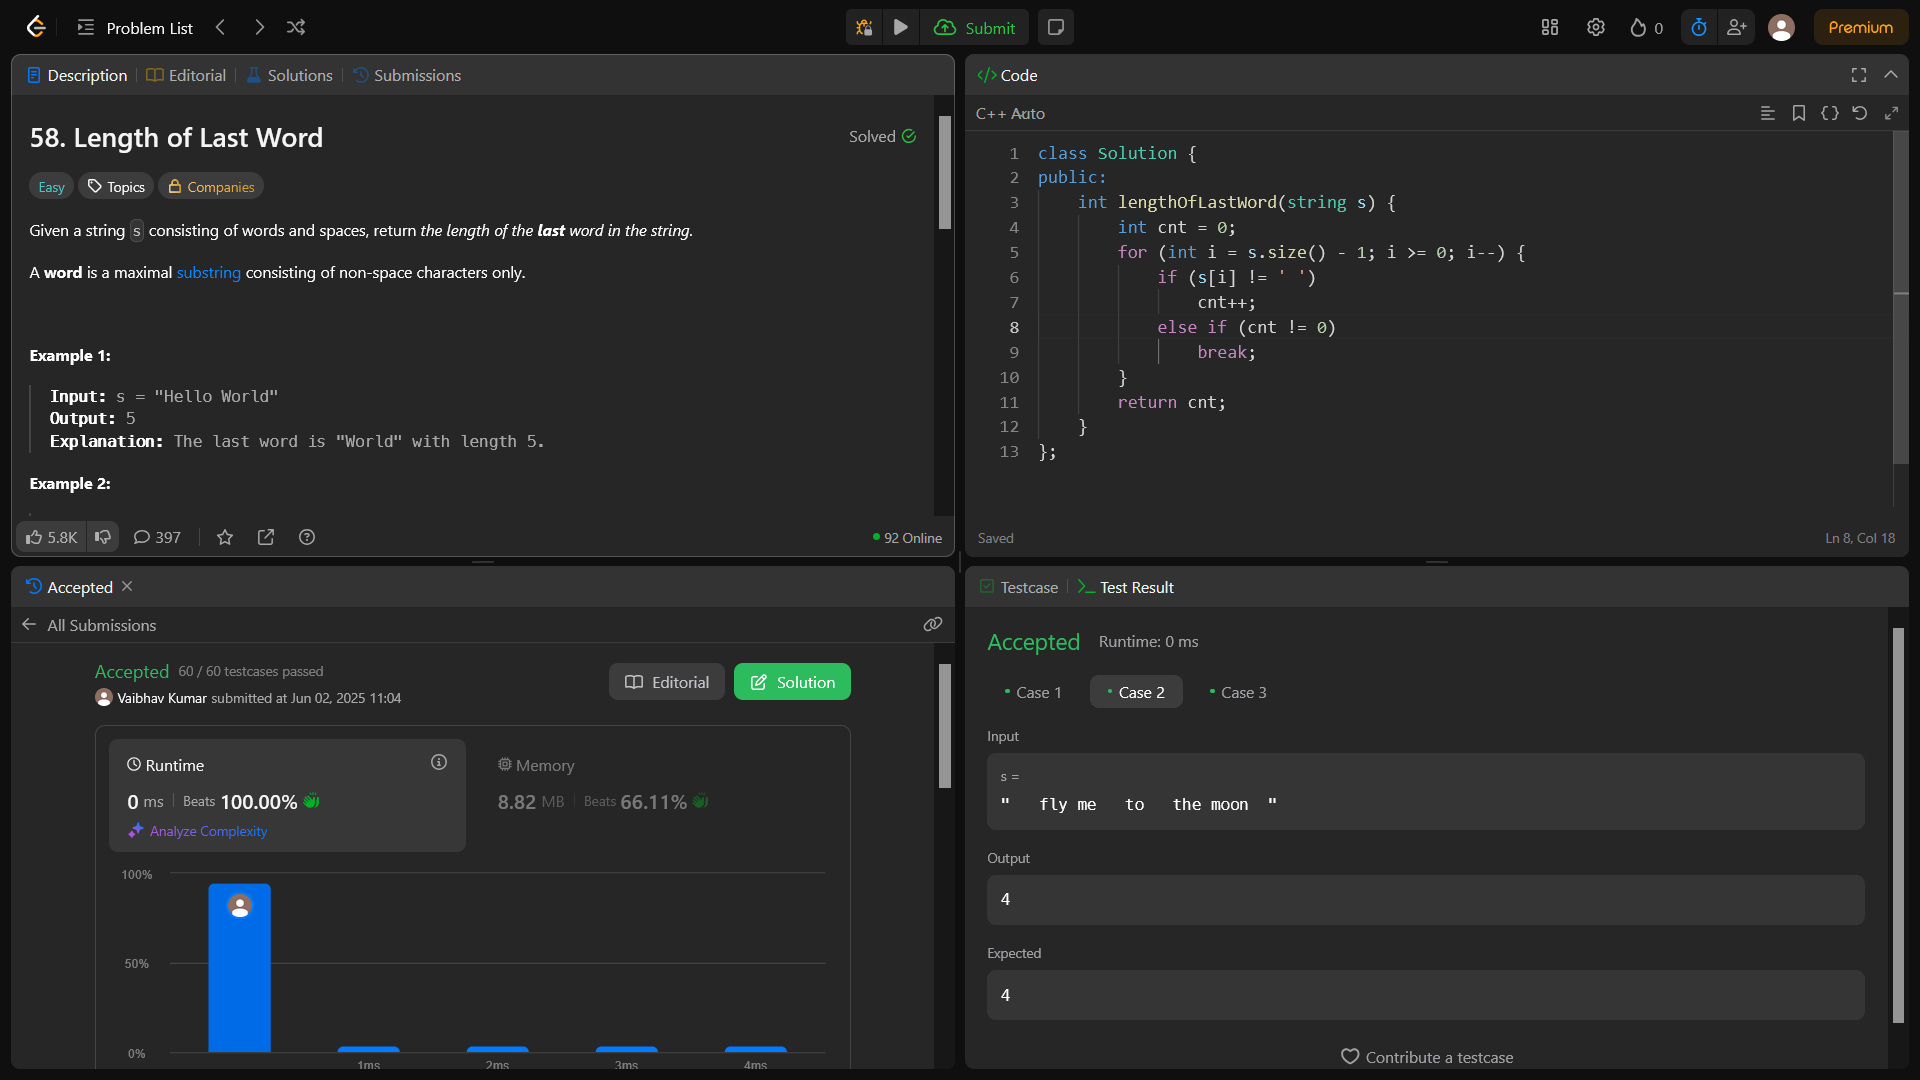 Problem List
Submit
0
Premium
Description
Editorial
Solutions
Submissions
58. Length of Last Word
Solved
Easy
Topics
Companies
Given a string s consisting of words and spaces, return the length of the last word in the string.
A word is a maximal substring consisting of non-space characters only.
Example 1:
Input: s = "Hello World"
Output: 5
Explanation: The last word is "World" with length 5.
Example 2:
5.8K
397
92 Online
Code
C++ Auto
1 class Solution {
2 public:
3     int lengthOfLastWord(string s) {
4         int cnt = 0;
5         for (int i = s.size() - 1; i >= 0; i--) {
6             if (s[i] != ' ')
7                 cnt++;
8             else if (cnt != 0)
9                 break;
10         }
11         return cnt;
12     }
13 };
Saved
Ln 8, Col 18
Accepted
All Submissions
Accepted 60 / 60 testcases passed
Vaibhav Kumar submitted at Jun 02, 2025 11:04
Editorial
Solution
Runtime
0 ms Beats 100.00%
Analyze Complexity
Memory
8.82 MB Beats 66.11%
100%
50%
0%
1ms
2ms
3ms
4ms
Testcase
Test Result
Accepted Runtime: 0 ms
Case 1
Case 2
Case 3
Input
s =
"   fly me   to   the moon  "
Output
4
Expected
4
Contribute a testcase